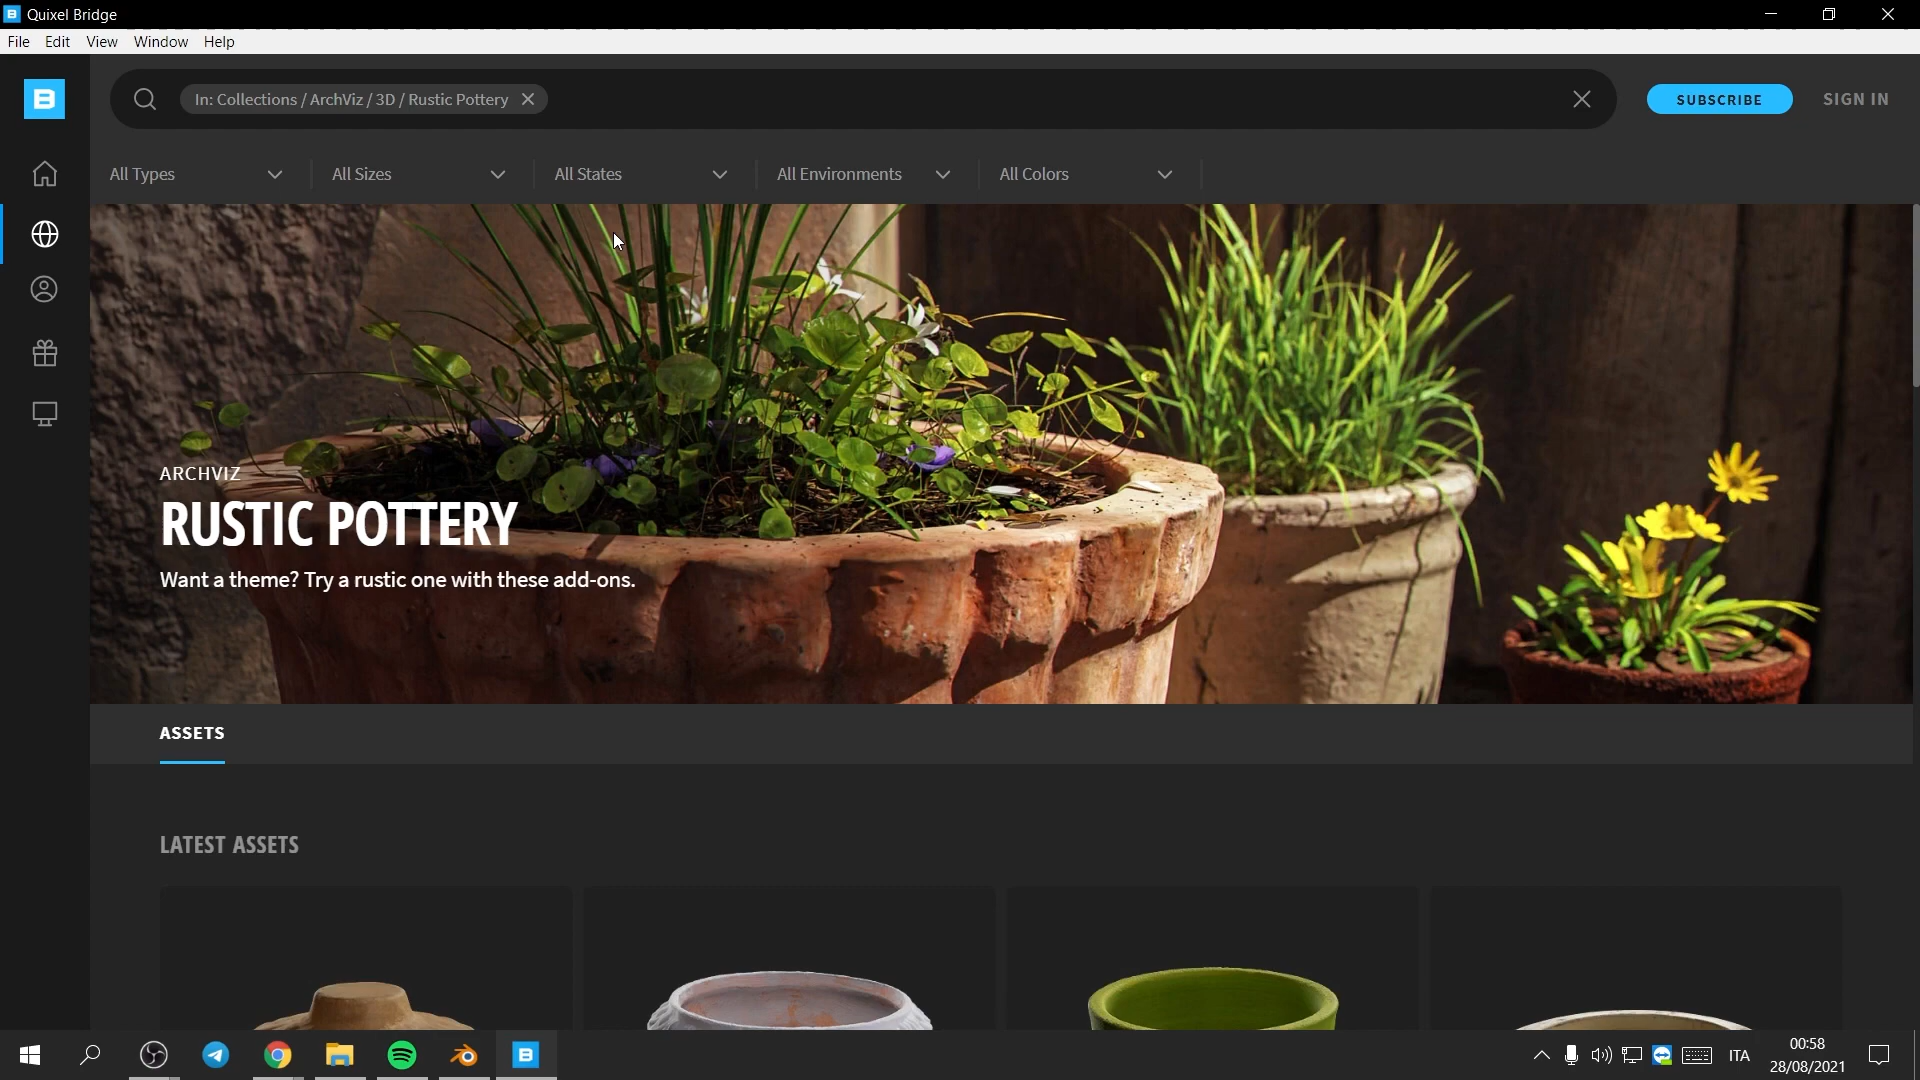 Quixel Bridge
File Edit View Window Help
In: Collections / ArchViz / 3D / Rustic Pottery
SUBSCRIBE
SIGN IN
All Types
All Sizes
All States
All Environments
All Colors
ARCHVIZ
RUSTIC POTTERY
Want a theme? Try a rustic one with these add-ons.
ASSETS
LATEST ASSETS
ITA
00:58
28/08/2021